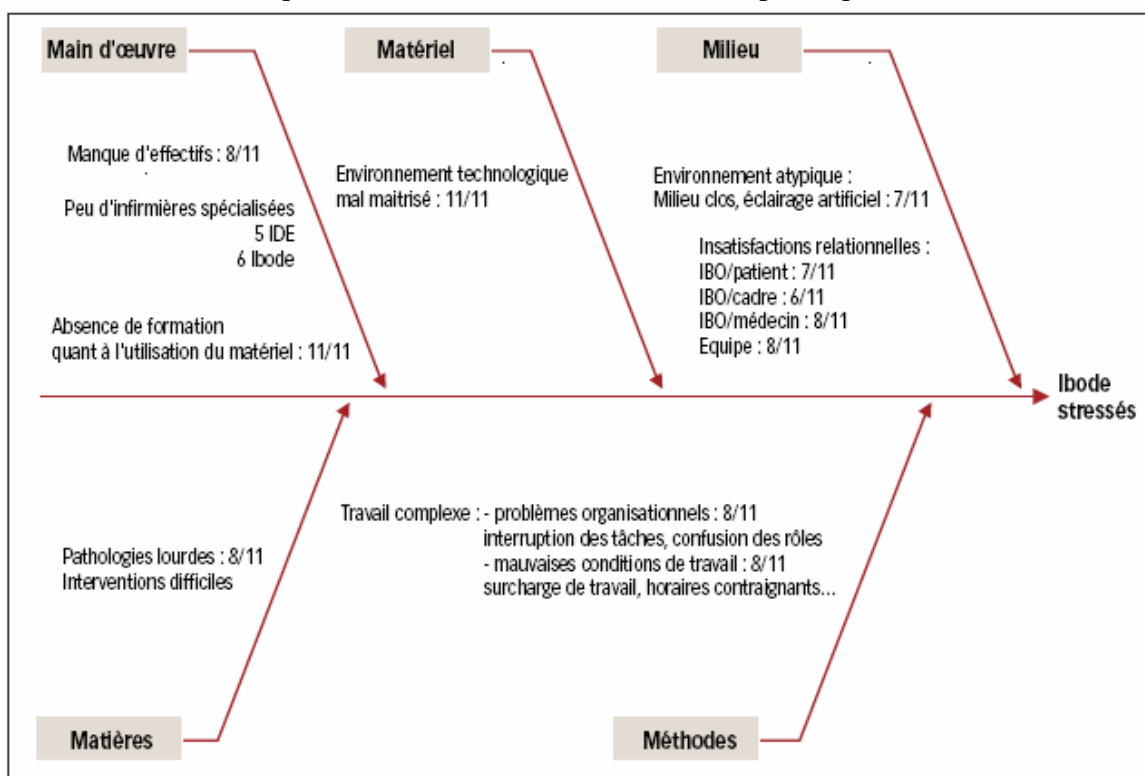 Main d'œuvre
Matériel
Milieu
Manque d'effectifs : 8/11
Peu d'infirmières spécialisées
5 IDE
6 Ibode
Absence de formation
quant à l'utilisation du matériel : 11/11
Environnement technologique
mal maitrisé : 11/11
Environnement atypique :
Milieu clos, éclairage artificiel : 7/11
Insatisfactions relationnelles :
IBO/patient : 7/11
IBO/cadre : 6/11
IBO/médecin : 8/11
Equipe : 8/11
Ibode
stressés
Pathologies lourdes : 8/11
Interventions difficiles
Travail complexe : - problèmes organisationnels : 8/11
interruption des tâches, confusion des rôles
- mauvaises conditions de travail : 8/11
surcharge de travail, horaires contraignants...
Matières
Méthodes